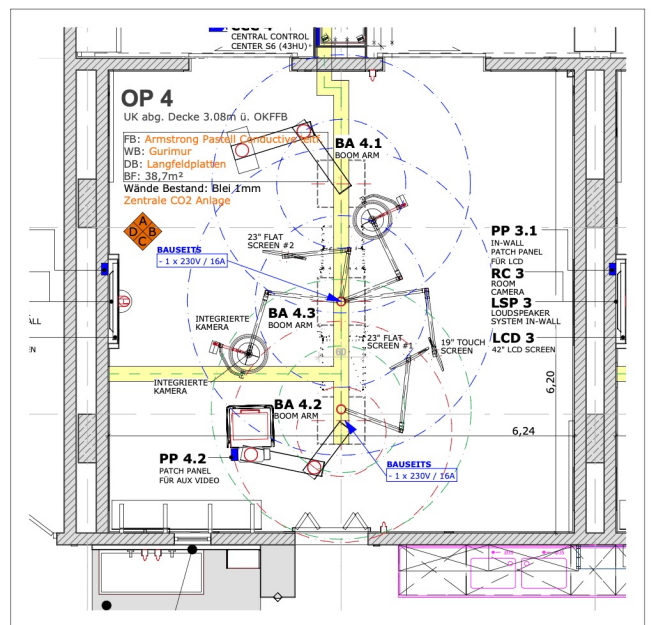 CENTRAL CONTROL
CENTER S6 (43HU)
OP 4
UK abg. Decke 3.08m ü. OKFFB
FB: Armstrong Pastell Conductive
WB: Gurimur
DB: Langfeldplatten
BF: 38,7m²
Wände Bestand: Blei 1mm
Zentrale CO2 Anlage
A
D B
C
BA 4.1
BOOM ARM
6,15
23" FLAT
SCREEN #2
BAUSEITS
- 1 x 230V / 16A
PP 3.1
IN-WALL
PATCH PANEL
FÜR LCD
RC 3
ROOM
CAMERA
LSP 3
LOUDSPEAKER
SYSTEM IN-WALL
LCD 3
42" LCD SCREEN
BA 4.3
BOOM ARM
INTEGRIERTE
KAMERA
23" FLAT
SCREEN #1
19" TOUCH
SCREEN
60
INTEGRIERTE
KAMERA
6,20
6,24
BA 4.2
BOOM ARM
PP 4.2
PATCH PANEL
FÜR AUX VIDEO
BAUSEITS
- 1 x 230V / 16A